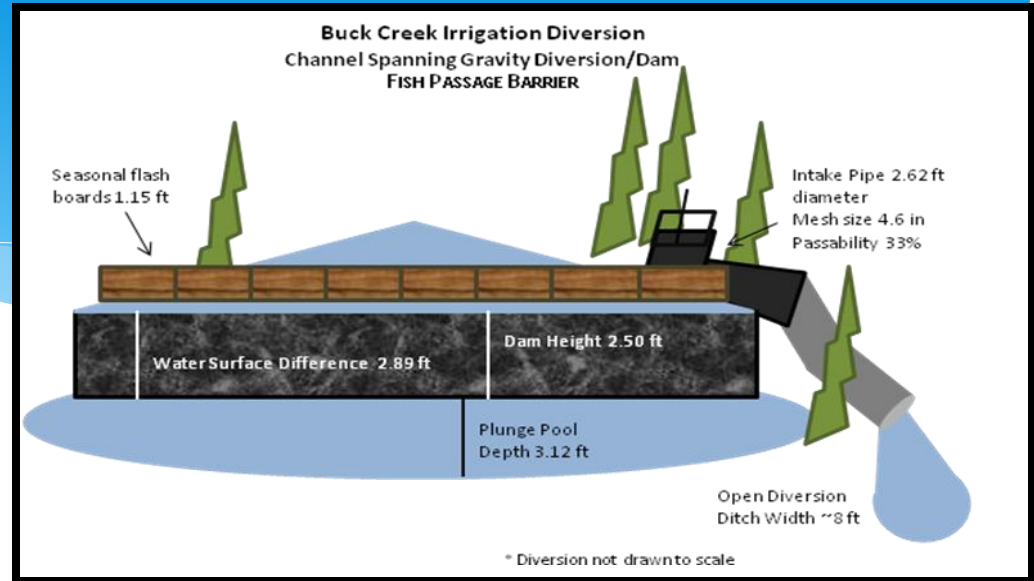 Buck Creek Irrigation Diversion
Channel Spanning Gravity Diversion/Dam
FISH PASSAGE BARRIER
Seasonal flash
boards 1.15 ft
Intake Pipe 2.62 ft
diameter
Mesh size 4.6 in
Passability 33%
Dam Height 2.50 ft
Water Surface Difference 2.89 ft
Plunge Pool
Depth 3.12 ft
Open Diversion
Ditch Width ~8 ft
* Diversion not drawn to scale